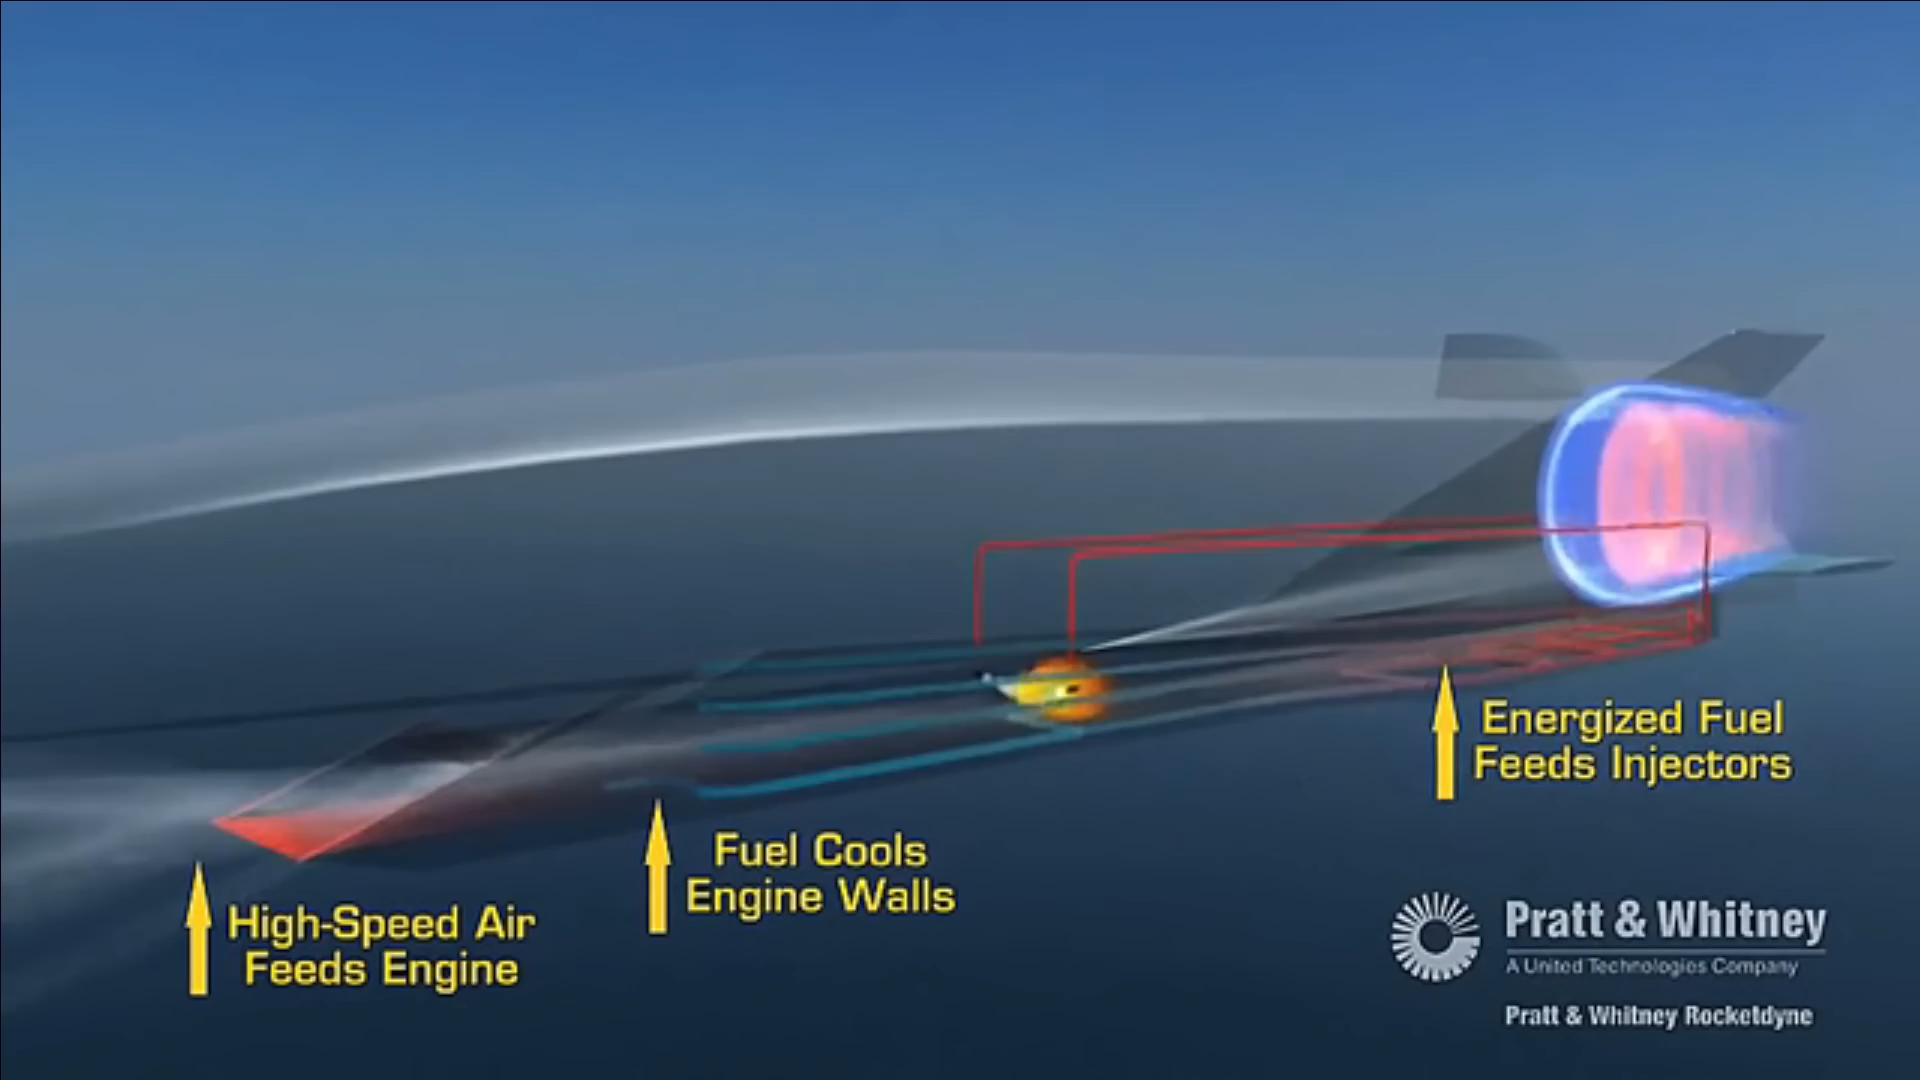 Energized Fuel
Feeds Injectors
Fuel Cools
Engine Walls
High-Speed Air
Feeds Engine
Pratt & Whitney
A United Technologies Company
Pratt & Whitney Rocketdyne